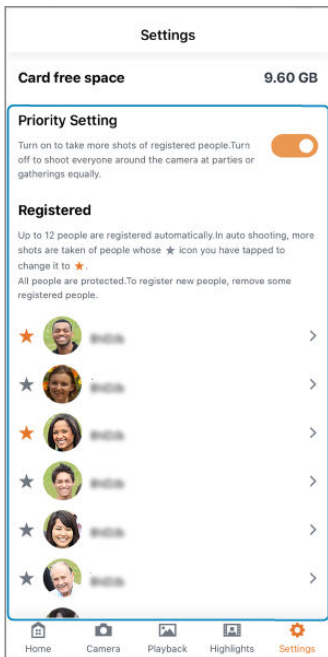 Settings
Card free space 9.60 GB
Priority Setting
Turn on to take more shots of registered people.Turn
off to shoot everyone around the camera at parties or
gatherings equally.
Registered
Up to 12 people are registered automatically.In auto shooting, more
shots are taken of people whose ★ icon you have tapped to
change it to ★.
All people are protected.To register new people, remove some
registered people.
Home Camera Playback Highlights Settings